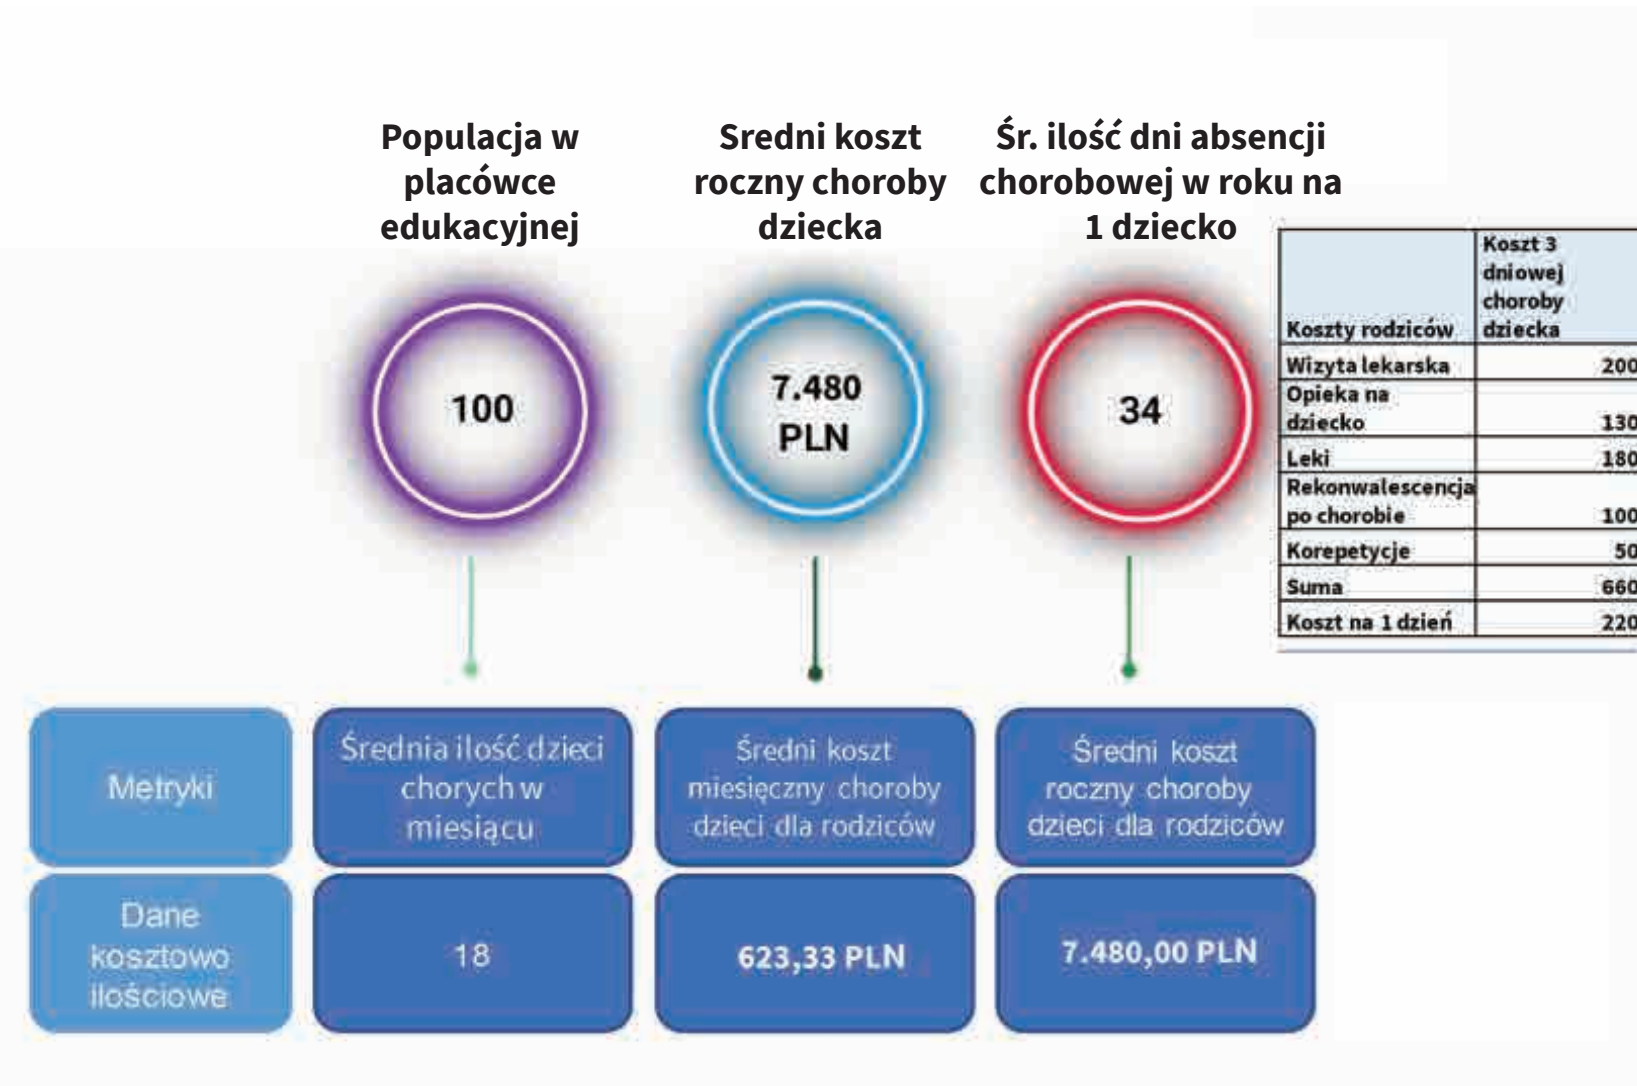 Populacja w
placówce
edukacyjnej
Sredni koszt
roczny choroby
dziecka
Śr. ilość dni absencji
chorobowej w roku na
1 dziecko
100
7.480
PLN
34
Koszty rodziców
Koszt 3
dniowej
choroby
dziecka
Wizyta lekarska 200
Opieka na
dziecko 130
Leki 180
Rekonwalescencja
po chorobie 100
Korepetycje 50
Suma 660
Koszt na 1 dzień 220
Metryki
Średnia ilość dzieci
chorych w
miesiącu
Średni koszt
miesięczny choroby
dzieci dla rodziców
Średni koszt
roczny choroby
dzieci dla rodziców
Dane
kosztowo
ilościowe
18
623,33 PLN
7.480,00 PLN